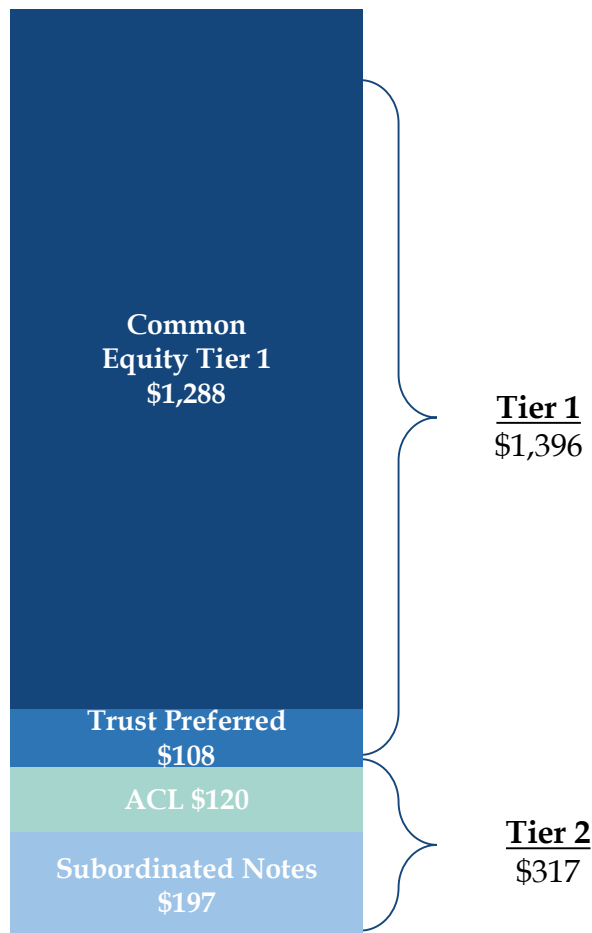 Common
Equity Tier 1
$1,288
Tier 1
$1,396
Trust Preferred
$108
ACL $120
Subordinated Notes
$197
Tier 2
$317